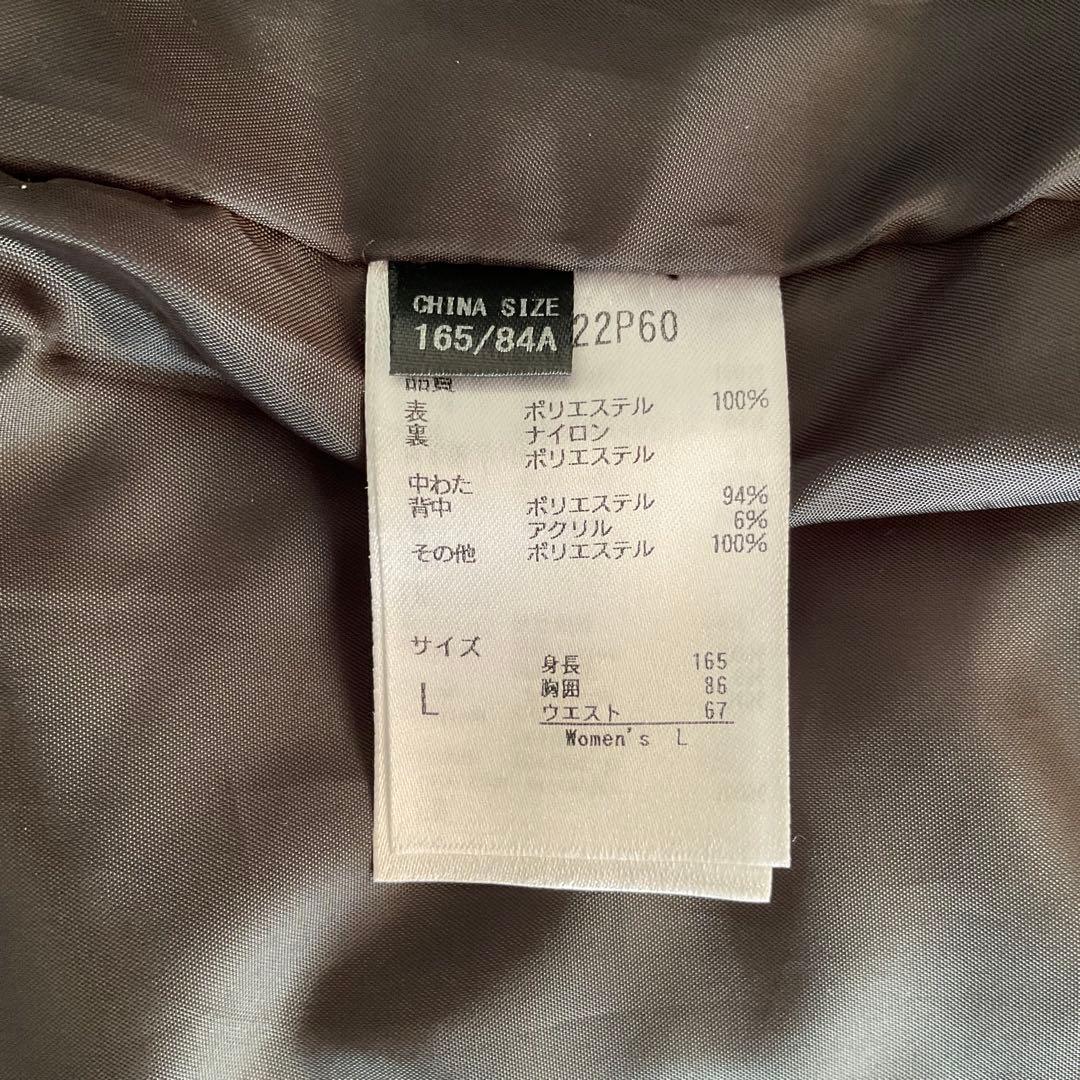 CHINA SIZE
165/84A
22P60
品質
表 ポリエステル 100%
裏 ナイロン
ポリエステル
中わた
背中 ポリエステル 94%
アクリル 6%
その他 ポリエステル 100%
サイズ
L
身長 165
胸囲 86
ウエスト 67
Women's L